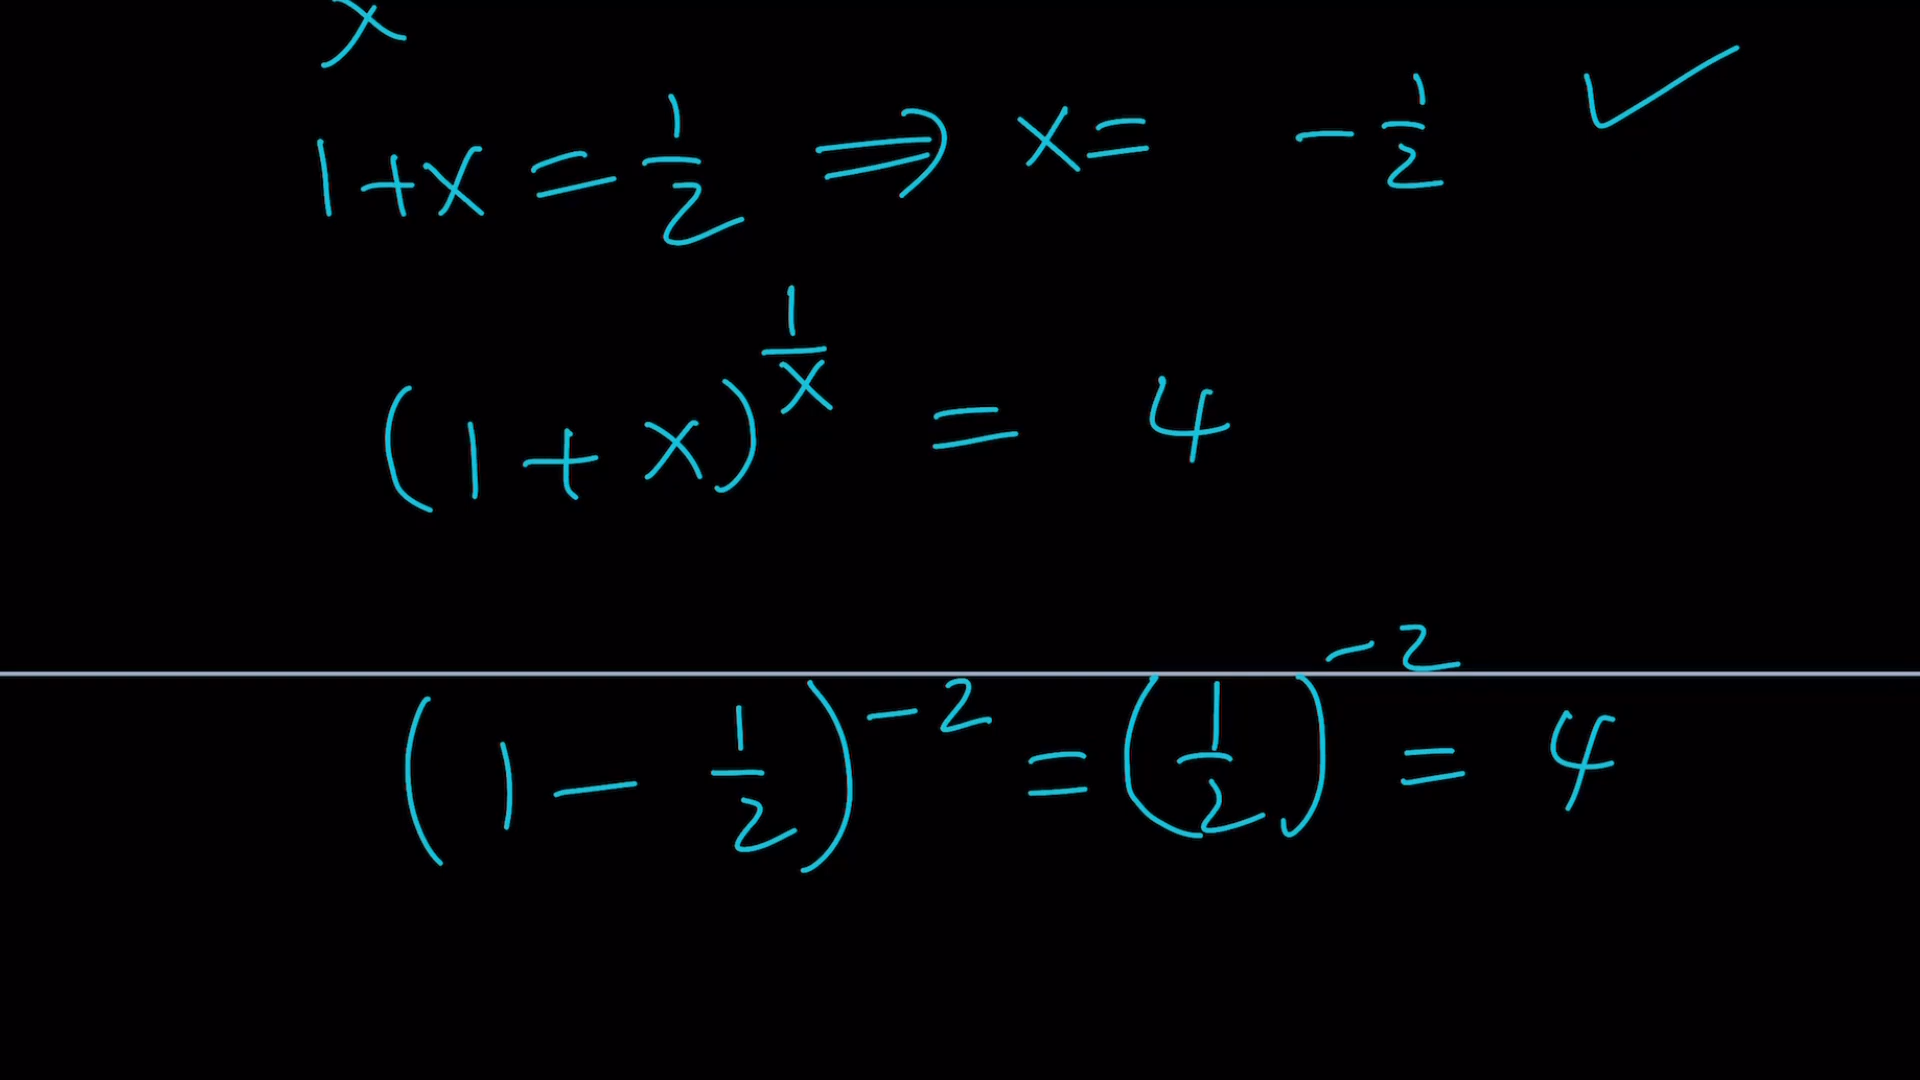 x
1+x = 1/2 ⇒ x = -1/2 ✓
(1+x)^(1/x) = 4
(1 - 1/2)^(-2) = (1/2)^(-2) = 4